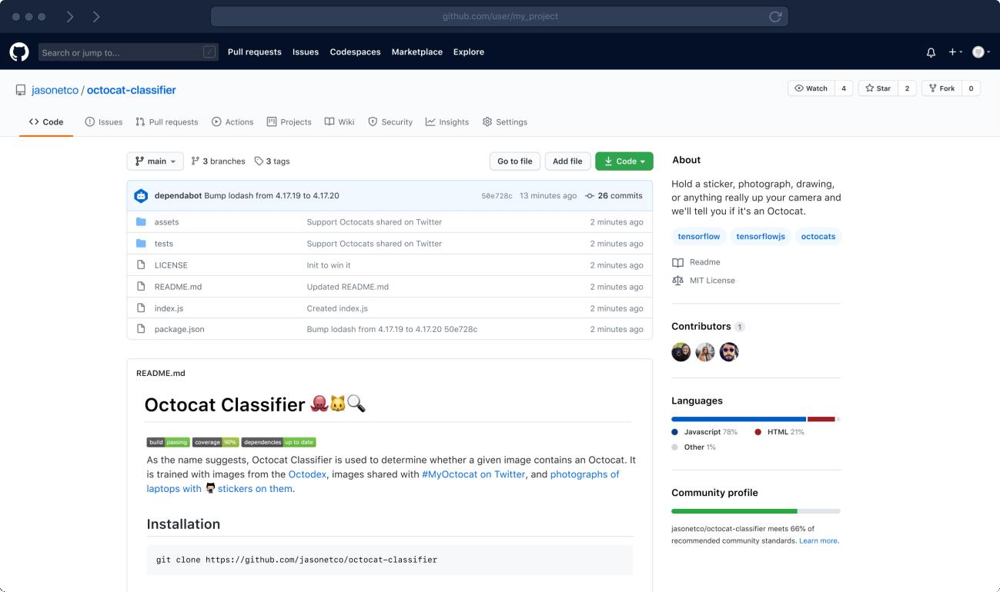 github.com/user/my_project
Search or jump to... /
Pull requests Issues Codespaces Marketplace Explore
jasonetco / octocat-classifier
Watch 4 Star 2 Fork 0
Code Issues Pull requests Actions Projects Wiki Security Insights Settings
main 3 branches 3 tags
Go to file Add file Code
dependabot Bump lodash from 4.17.19 to 4.17.20 50e728c 13 minutes ago 26 commits
assets Support Octocats shared on Twitter 2 minutes ago
tests Support Octocats shared on Twitter 2 minutes ago
LICENSE Init to win it 2 minutes ago
README.md Updated README.md 2 minutes ago
index.js Created index.js 2 minutes ago
package.json Bump lodash from 4.17.19 to 4.17.20 50e728c 2 minutes ago
README.md
Octocat Classifier 🐙🐱🔍
build passing coverage 90% dependencies up to date
As the name suggests, Octocat Classifier is used to determine whether a given image contains an Octocat. It
is trained with images from the Octodex, images shared with #MyOctocat on Twitter, and photographs of
laptops with stickers on them.
Installation
git clone https://github.com/jasonetco/octocat-classifier
About
Hold a sticker, photograph, drawing,
or anything really up your camera and
we'll tell you if it's an Octocat.
tensorflow tensorflowjs octocats
Readme
MIT License
Contributors 1
Languages
Javascript 78% HTML 21%
Other 1%
Community profile
jasonetco/octocat-classifier meets 66% of
recommended community standards. Learn more.